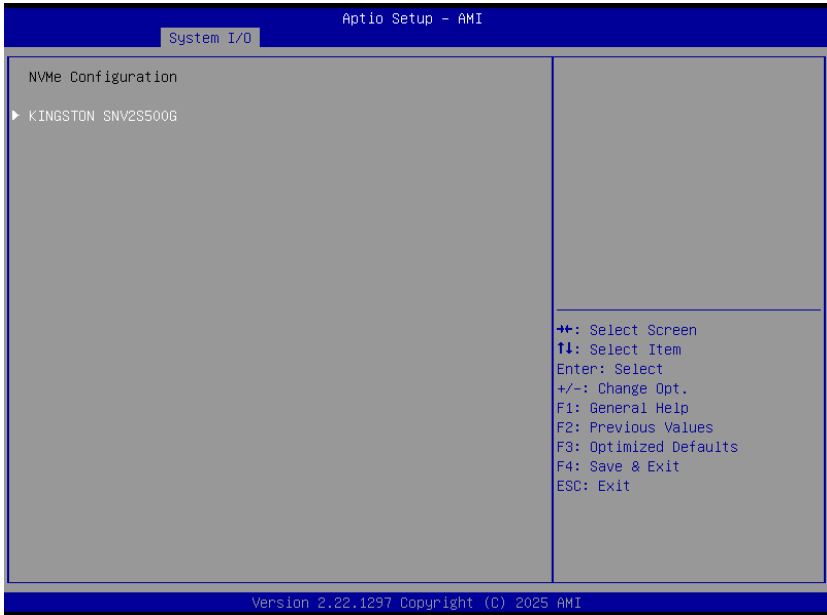 Aptio Setup – AMI
System I/O
NVMe Configuration
▶ KINGSTON SNV2S500G
→←: Select Screen
↑↓: Select Item
Enter: Select
+/-: Change Opt.
F1: General Help
F2: Previous Values
F3: Optimized Defaults
F4: Save & Exit
ESC: Exit
Version 2.22.1297 Copyright (C) 2025 AMI